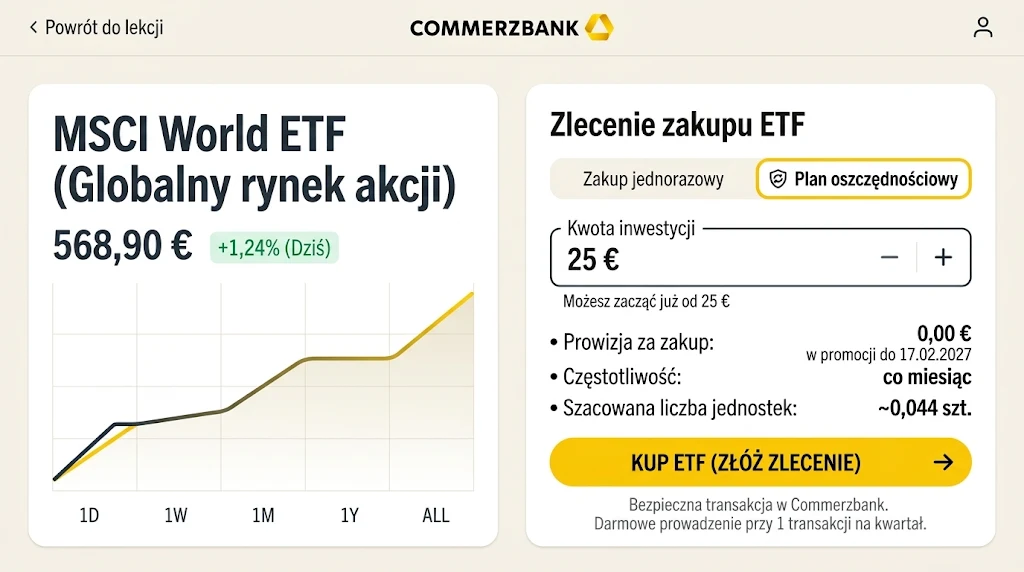 Powrót do lekcji
COMMERZBANK
MSCI World ETF
(Globalny rynek akcji)
568,90 €
+1,24% (Dziś)
1D
1W
1M
1Y
ALL
Zlecenie zakupu ETF
Zakup jednorazowy
Plan oszczędnościowy
Kwota inwestycji
25 €
Możesz zacząć już od 25 €
• Prowizja za zakup: 0,00 €
w promocji do 17.02.2027
• Częstotliwość: co miesiąc
• Szacowana liczba jednostek: ~0,044 szt.
KUP ETF (ZŁÓŻ ZLECENIE)
Bezpieczna transakcja w Commerzbank.
Darmowe prowadzenie przy 1 transakcji na kwartał.